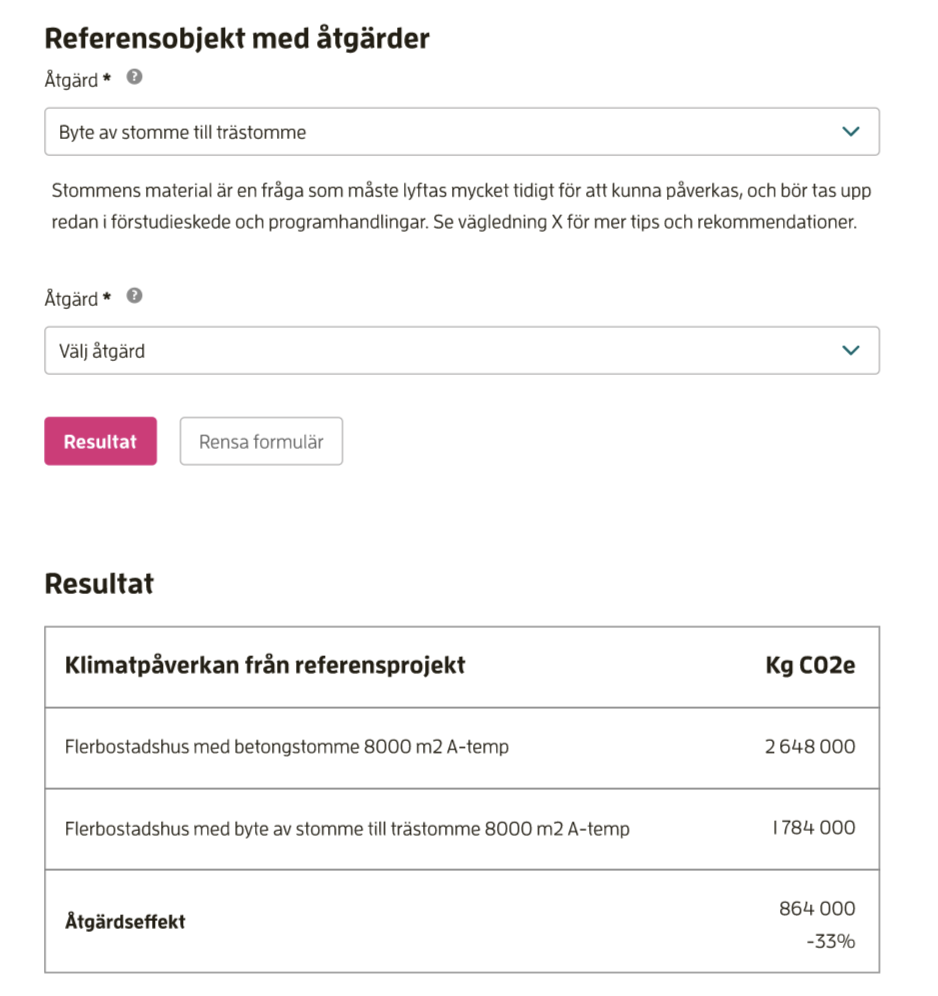 Referensobjekt med åtgärder
Åtgärd * ?
Byte av stomme till trästomme
Stommens material är en fråga som måste lyftas mycket tidigt för att kunna påverkas, och bör tas upp
redan i förstudieskede och programhandlingar. Se vägledning X för mer tips och rekommendationer.
Åtgärd * ?
Välj åtgärd
Resultat Rensa formulär
Resultat
Klimatpåverkan från referensprojekt Kg CO2e
Flerbostadshus med betongstomme 8000 m2 A-temp 2 648 000
Flerbostadshus med byte av stomme till trästomme 8000 m2 A-temp 1 784 000
Åtgärdseffekt 864 000
-33%